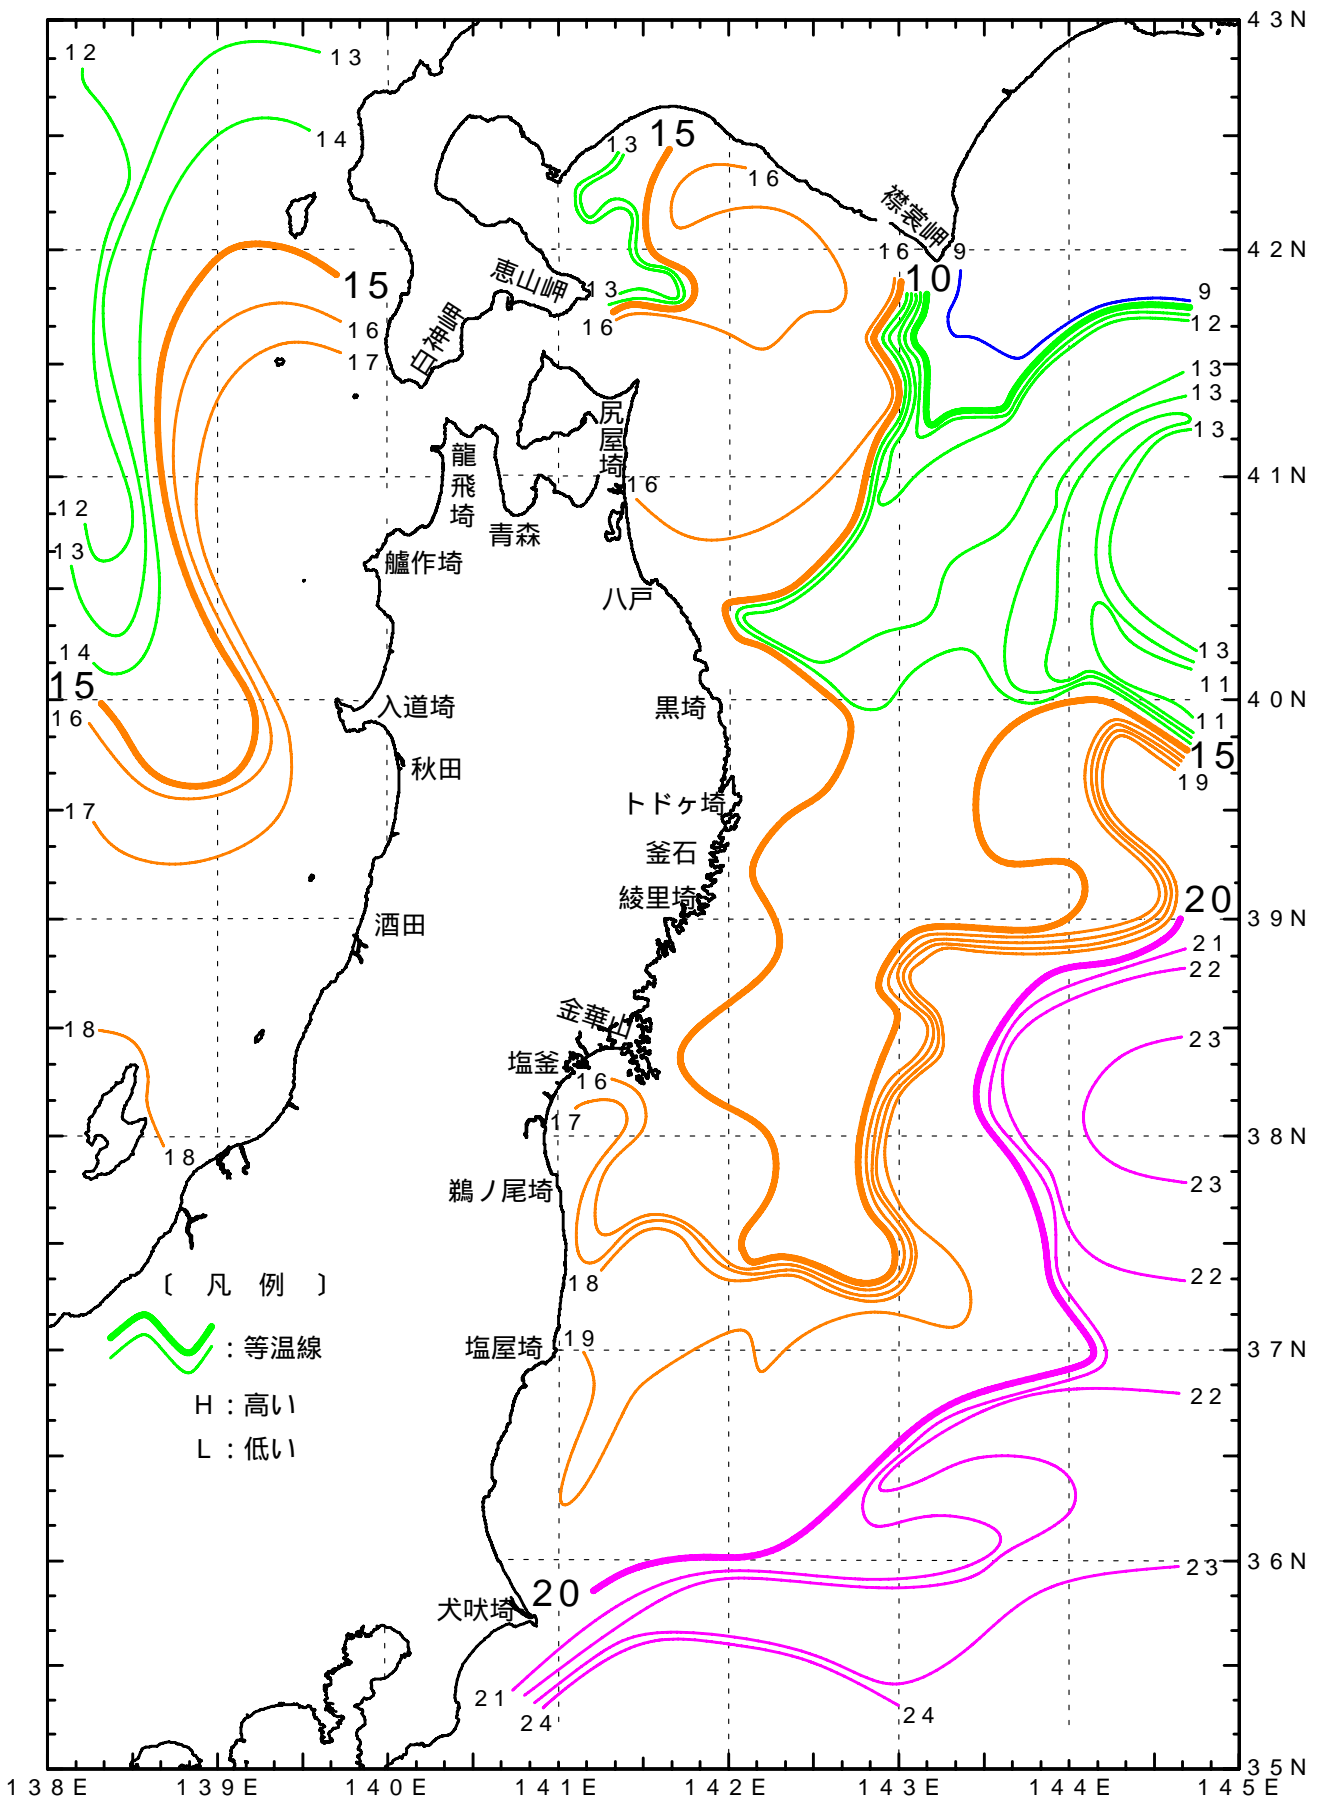 43N
12
13
14
13
15
16
襟裳岬
16
9
42N
恵山岬
15
10
13
9
16
12
白神岬
16
17
13
13
13
尻屋埼
龍飛埼
41N
16
12
青森
13
艫作埼
八戸
14
13
15
11
16
入道埼
黒埼
40N
11
15
秋田
19
17
トドヶ埼
釜石
綾里埼
20
39N
酒田
21
22
金華山
18
23
塩釜
16
17
38N
18
鵜ノ尾埼
23
22
18
〔 凡 例 〕
:等温線
塩屋埼
19
37N
22
H:高い
L:低い
36N
23
20
犬吠埼
21
24
24
35N
138E
139E
140E
141E
142E
143E
144E
145E